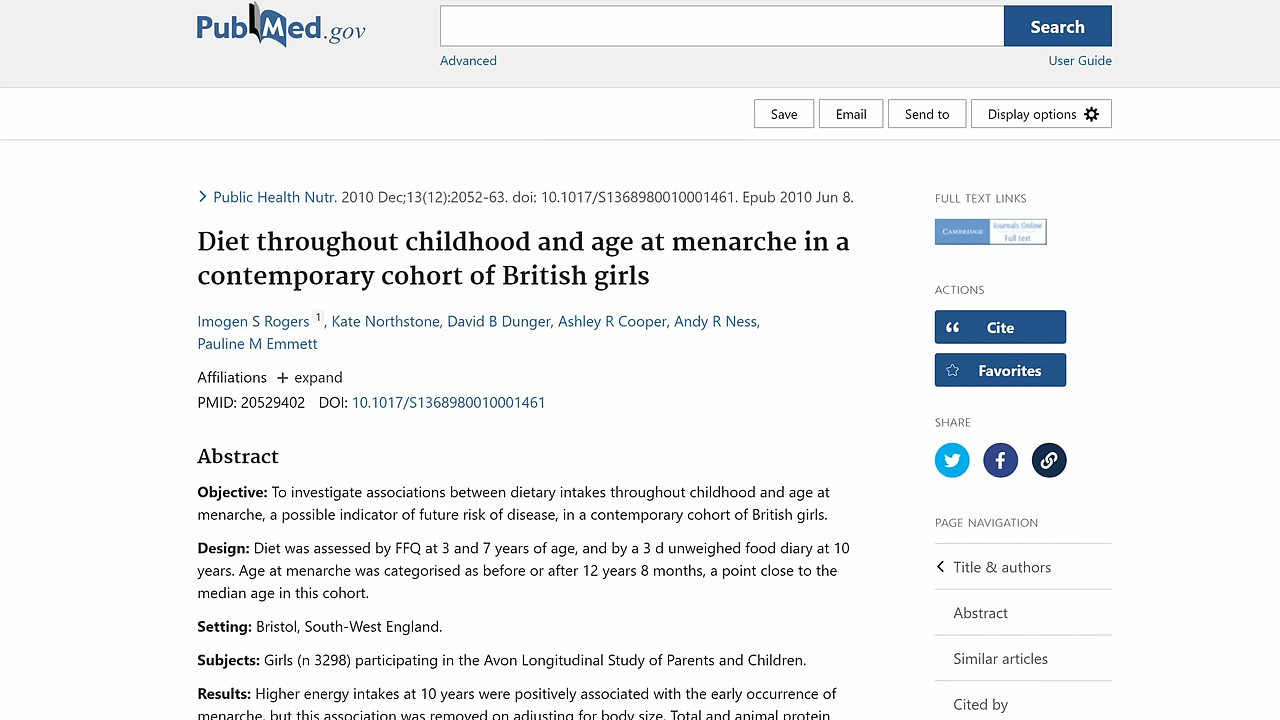 PubMed.gov
Search
Advanced
User Guide
Save
Email
Send to
Display options
Public Health Nutr. 2010 Dec;13(12):2052-63. doi: 10.1017/S1368980010001461. Epub 2010 Jun 8.
Diet throughout childhood and age at menarche in a
contemporary cohort of British girls
Imogen S Rogers 1, Kate Northstone, David B Dunger, Ashley R Cooper, Andy R Ness,
Pauline M Emmett
Affiliations + expand
PMID: 20529402 DOI: 10.1017/S1368980010001461
Abstract
Objective: To investigate associations between dietary intakes throughout childhood and age at
menarche, a possible indicator of future risk of disease, in a contemporary cohort of British girls.
Design: Diet was assessed by FFQ at 3 and 7 years of age, and by a 3 d unweighed food diary at 10
years. Age at menarche was categorised as before or after 12 years 8 months, a point close to the
median age in this cohort.
Setting: Bristol, South-West England.
Subjects: Girls (n 3298) participating in the Avon Longitudinal Study of Parents and Children.
Results: Higher energy intakes at 10 years were positively associated with the early occurrence of
menarche, but this association was removed on adjusting for body size. Total and animal protein
FULL TEXT LINKS
CAMBRIDGE
Journals Online
Full text
ACTIONS
Cite
Favorites
SHARE
PAGE NAVIGATION
Title & authors
Abstract
Similar articles
Cited by